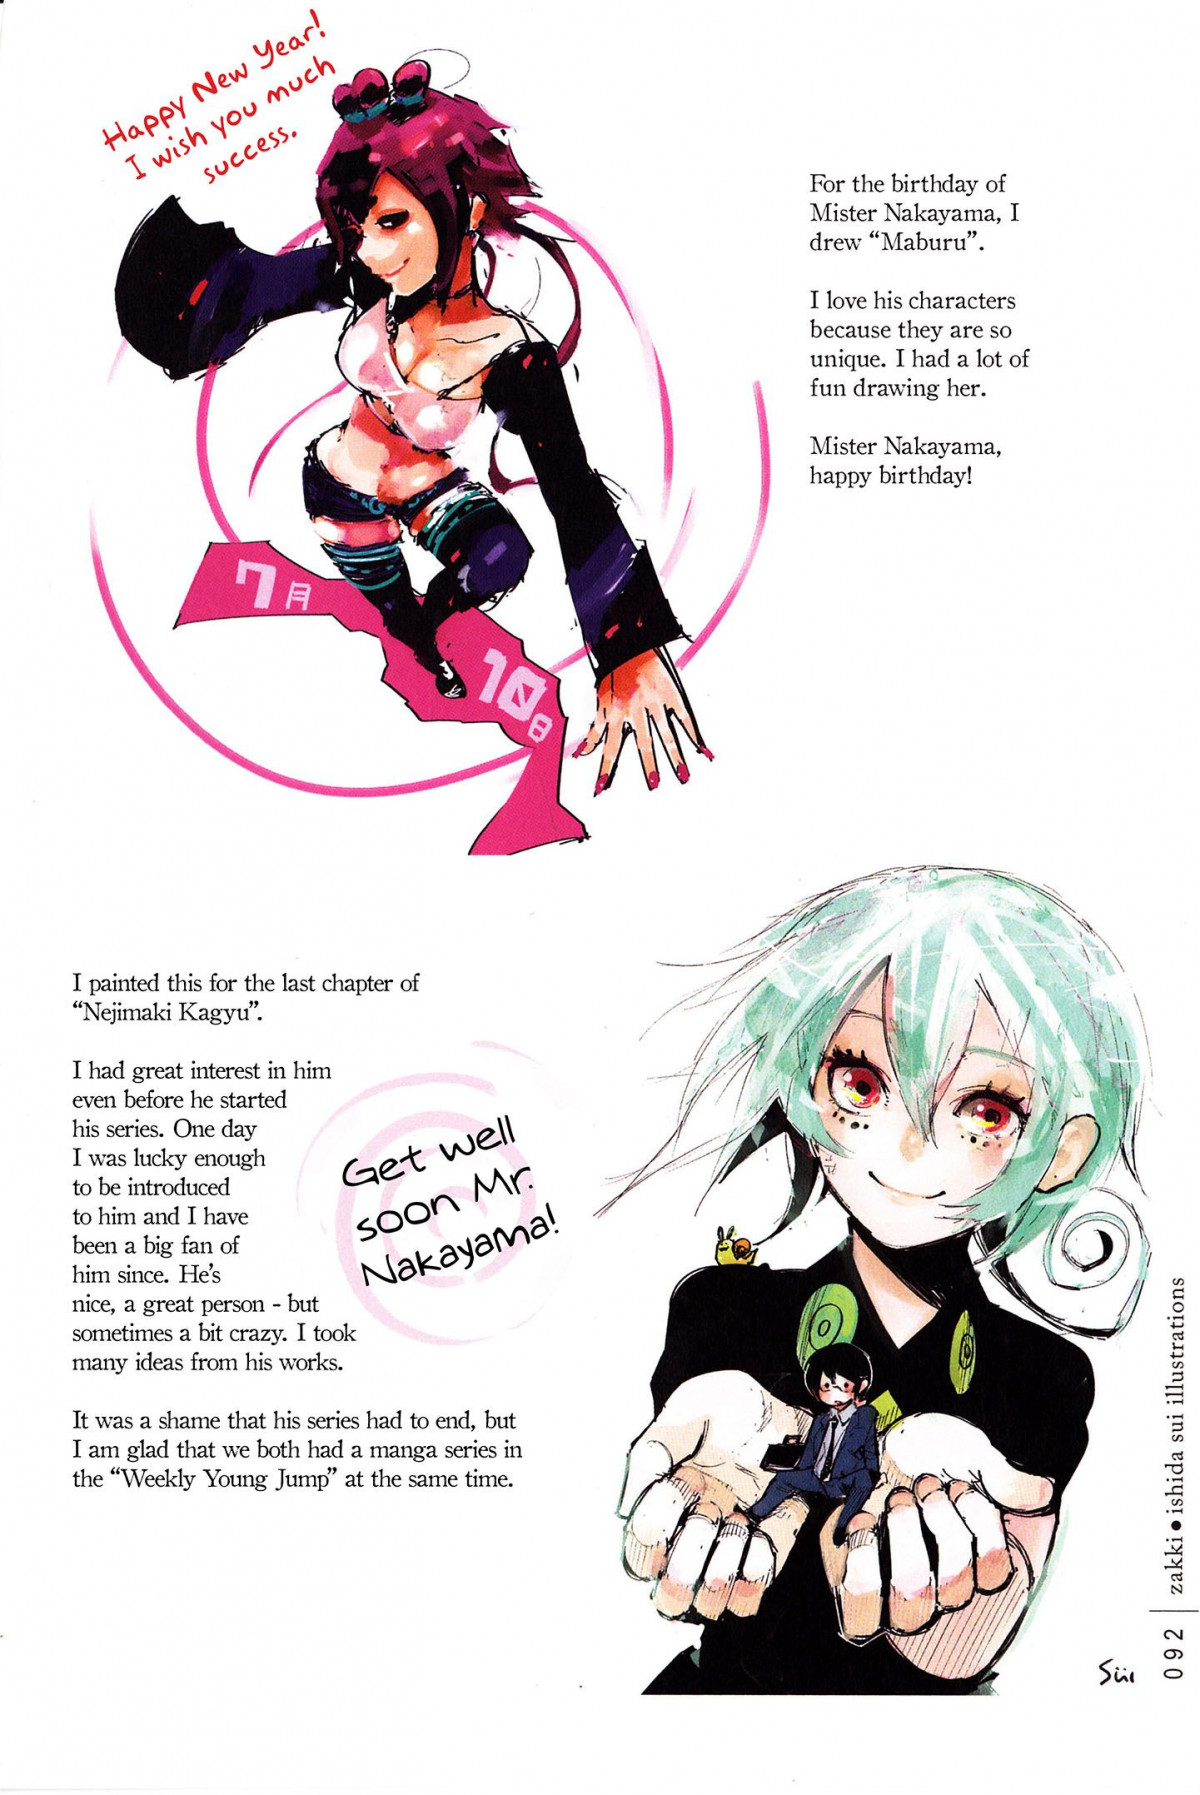 Happy New Year!
I wish you much
success.
For the birthday of
Mister Nakayama, I
drew “Maburu”.
I love his characters
because they are so
unique. I had a lot of
fun drawing her.
Mister Nakayama,
happy birthday!
7月
10日
I painted this for the last chapter of
“Nejimaki Kagyu”.
I had great interest in him
even before he started
his series. One day
I was lucky enough
to be introduced
to him and I have
been a big fan of
him since. He’s
nice, a great person - but
sometimes a bit crazy. I took
many ideas from his works.
It was a shame that his series had to end, but
I am glad that we both had a manga series in
the “Weekly Young Jump” at the same time.
Get well
soon Mr.
Nakayama!
Sui
092 | zakki●ishida sui illustrations